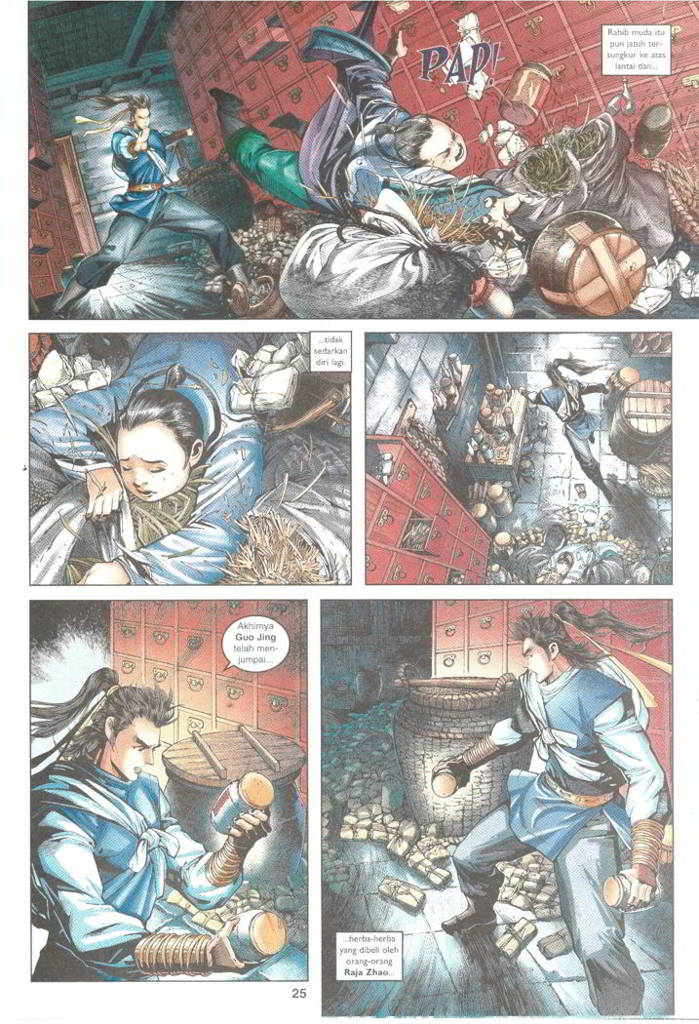 PAP!
Rahib muda itu
pun jatuh ter-
sungkur ke atas
lantai dan...
...tidak
sedarkan
diri lagi.
Akhirnya
Guo Jing
telah men-
jumpai...
...herba-herba
yang dibeli oleh
orang-orang
Raja Zhao...
25